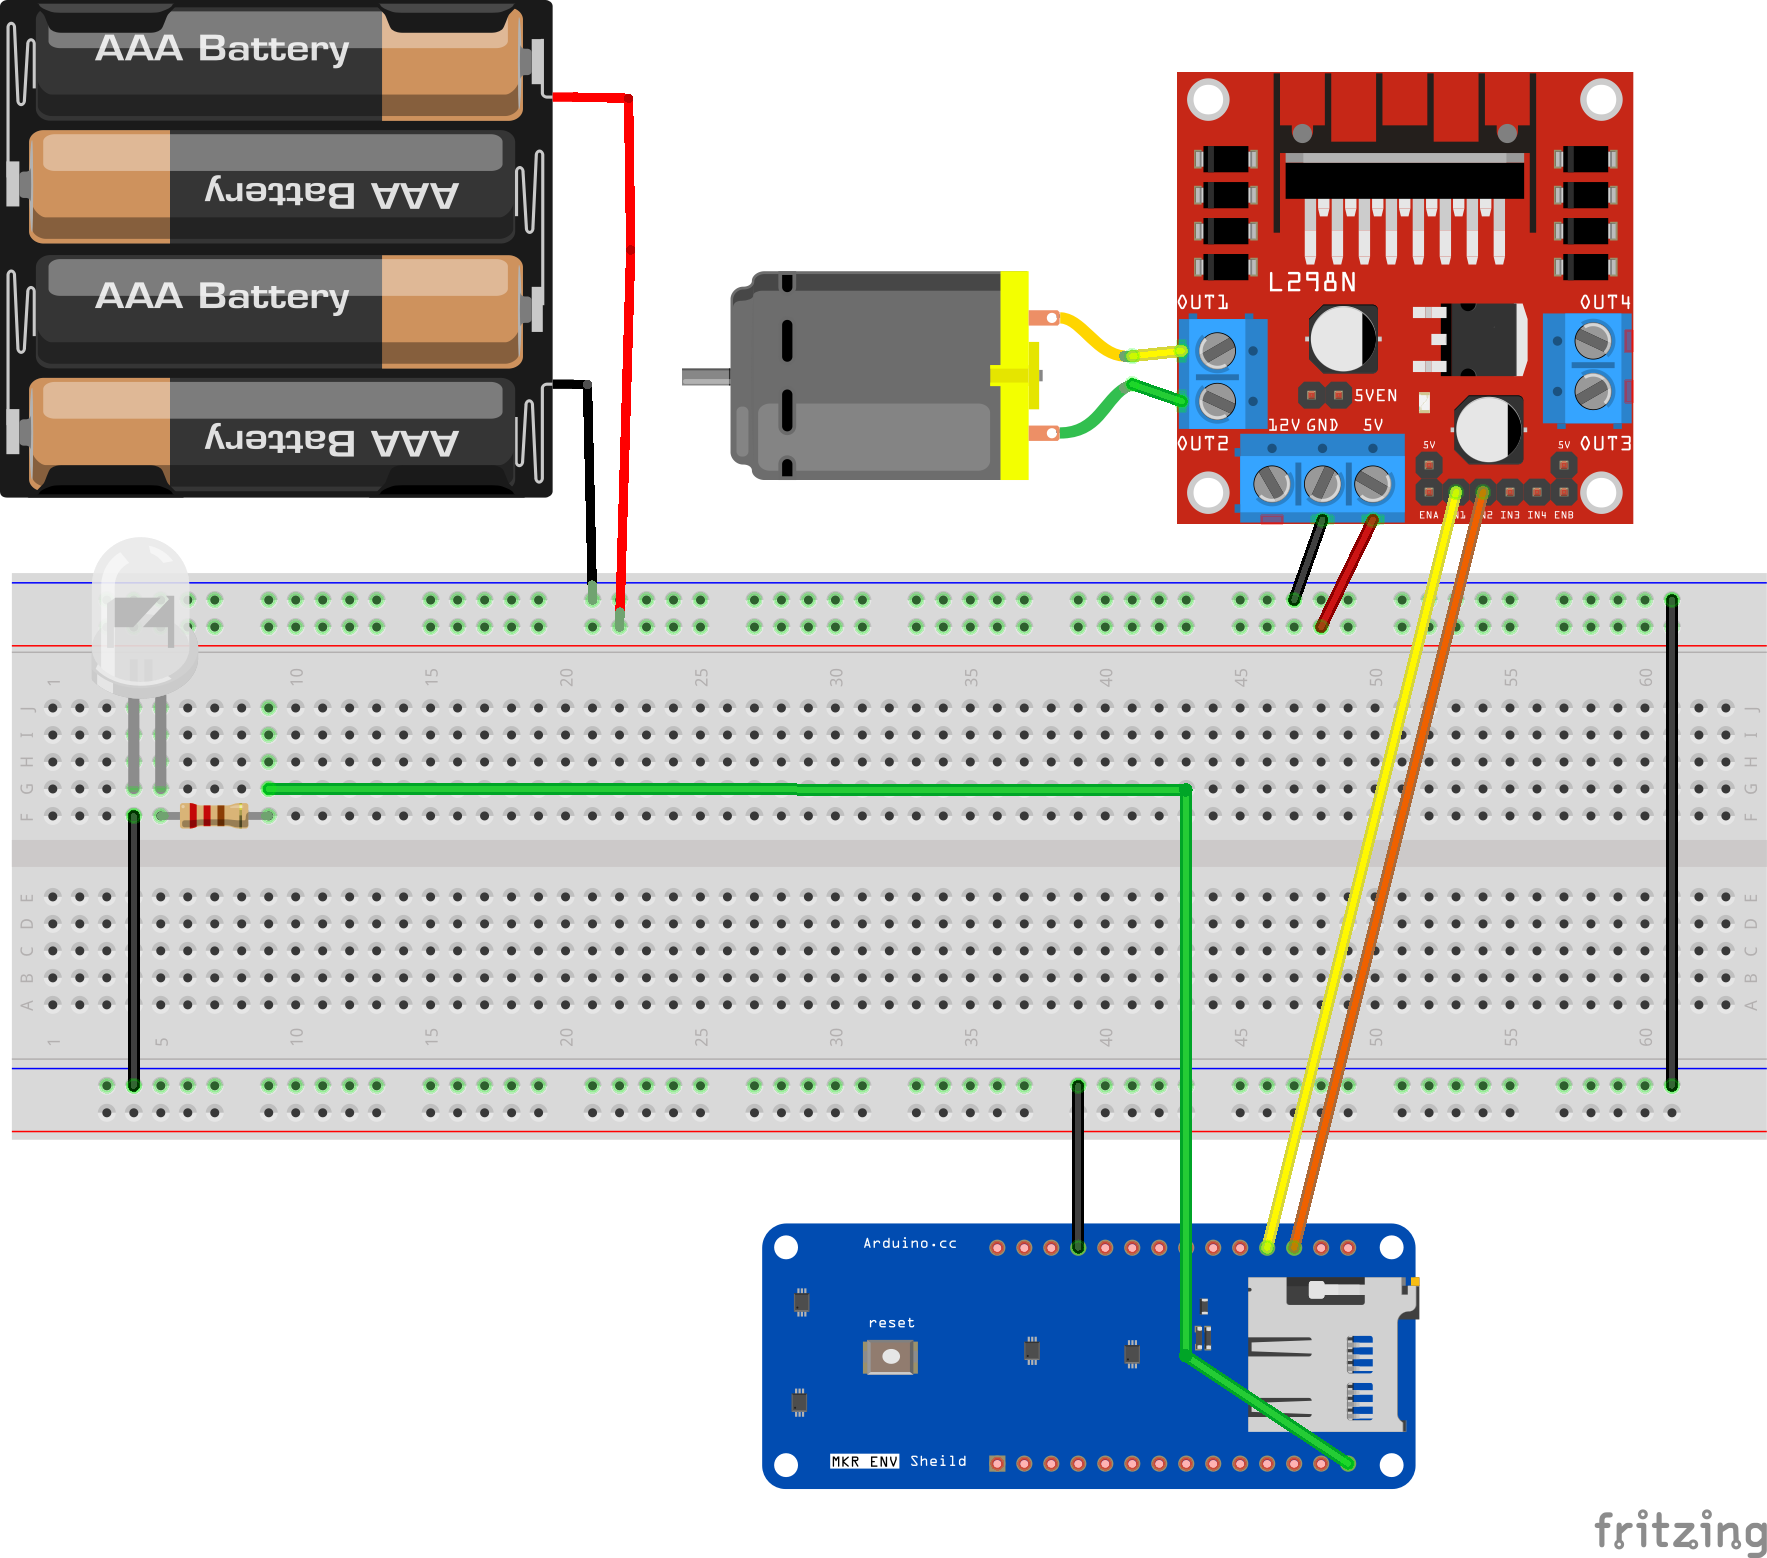 AAA Battery
AAA Battery
AAA Battery
AAA Battery
L298N
OUT1
OUT4
5VEN
12V GND 5V
OUT2
5V
5V
OUT3
ENA IN1 IN2 IN3 IN4 ENB
1 10 15 20 25 30 35 40 45 50 55 60
J J
I I
H H
G G
F F
E E
D D
C C
B B
A A
1 5 10 15 20 25 30 35 40 45 50 55 60
Arduino.cc
reset
MKR ENV Sheild
fritzing